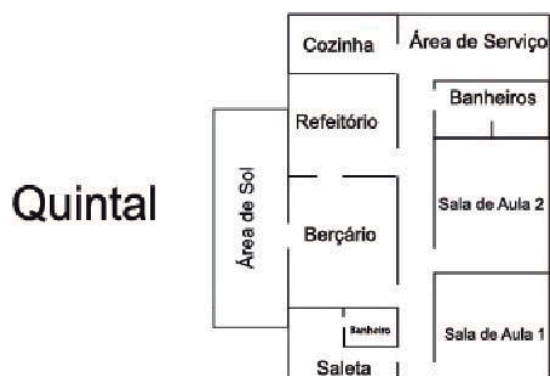 Cozinha
Área de Serviço
Banheiros
Refeitório
Quintal
Área de Sol
Sala de Aula 2
Berçário
Banheiro
Sala de Aula 1
Saleta